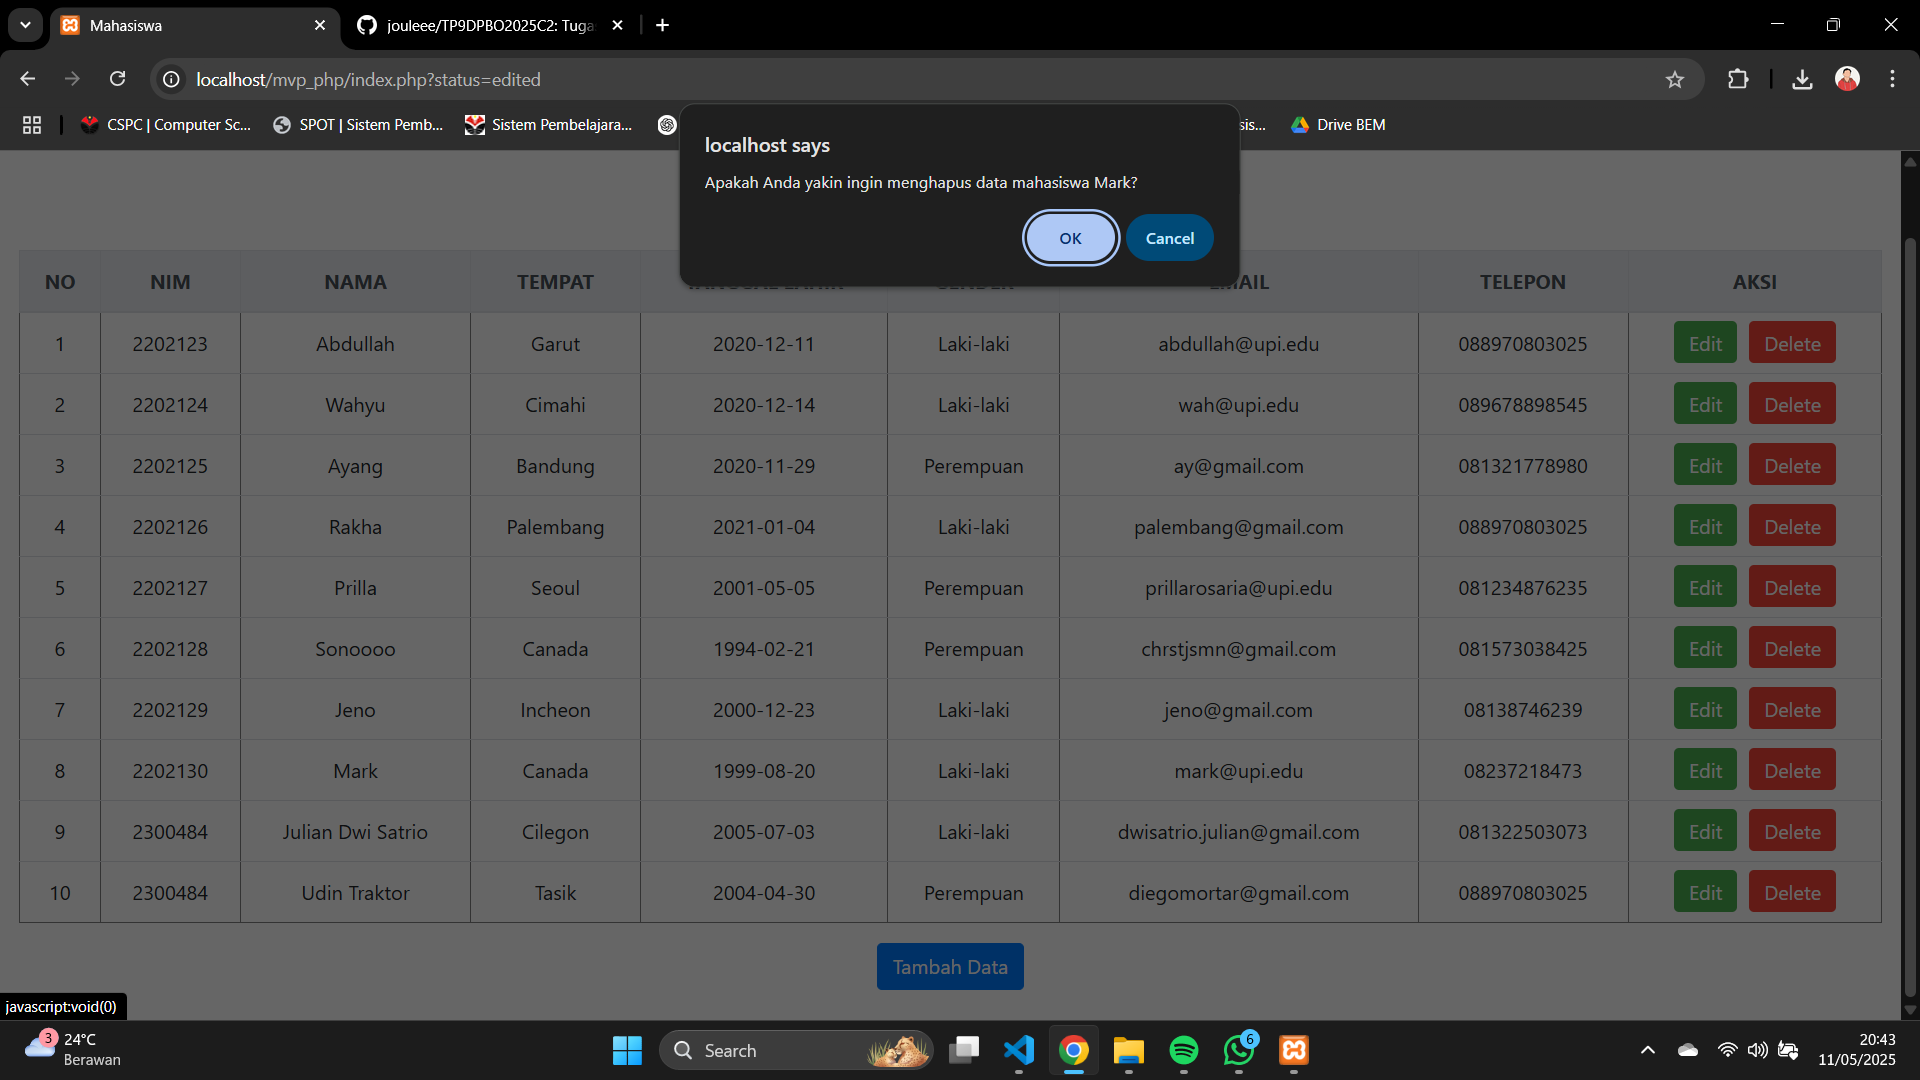 Mahasiswa
jouleee/TP9DPBO2025C2: Tuga
localhost/mvp_php/index.php?status=edited
CSPC | Computer Sc... SPOT | Sistem Pemb... Sistem Pembelajara... sis... Drive BEM
localhost says
Apakah Anda yakin ingin menghapus data mahasiswa Mark?
OK Cancel
NO NIM NAMA TEMPAT TELEPON AKSI
1 2202123 Abdullah Garut 2020-12-11 Laki-laki abdullah@upi.edu 088970803025 Edit Delete
2 2202124 Wahyu Cimahi 2020-12-14 Laki-laki wah@upi.edu 089678898545 Edit Delete
3 2202125 Ayang Bandung 2020-11-29 Perempuan ay@gmail.com 081321778980 Edit Delete
4 2202126 Rakha Palembang 2021-01-04 Laki-laki palembang@gmail.com 088970803025 Edit Delete
5 2202127 Prilla Seoul 2001-05-05 Perempuan prillarosaria@upi.edu 081234876235 Edit Delete
6 2202128 Sonoooo Canada 1994-02-21 Perempuan chrstjsmn@gmail.com 081573038425 Edit Delete
7 2202129 Jeno Incheon 2000-12-23 Laki-laki jeno@gmail.com 08138746239 Edit Delete
8 2202130 Mark Canada 1999-08-20 Laki-laki mark@upi.edu 08237218473 Edit Delete
9 2300484 Julian Dwi Satrio Cilegon 2005-07-03 Laki-laki dwisatrio.julian@gmail.com 081322503073 Edit Delete
10 2300484 Udin Traktor Tasik 2004-04-30 Perempuan diegomortar@gmail.com 088970803025 Edit Delete
Tambah Data
javascript:void(0)
3 24°C
Berawan
Search
6
20:43
11/05/2025